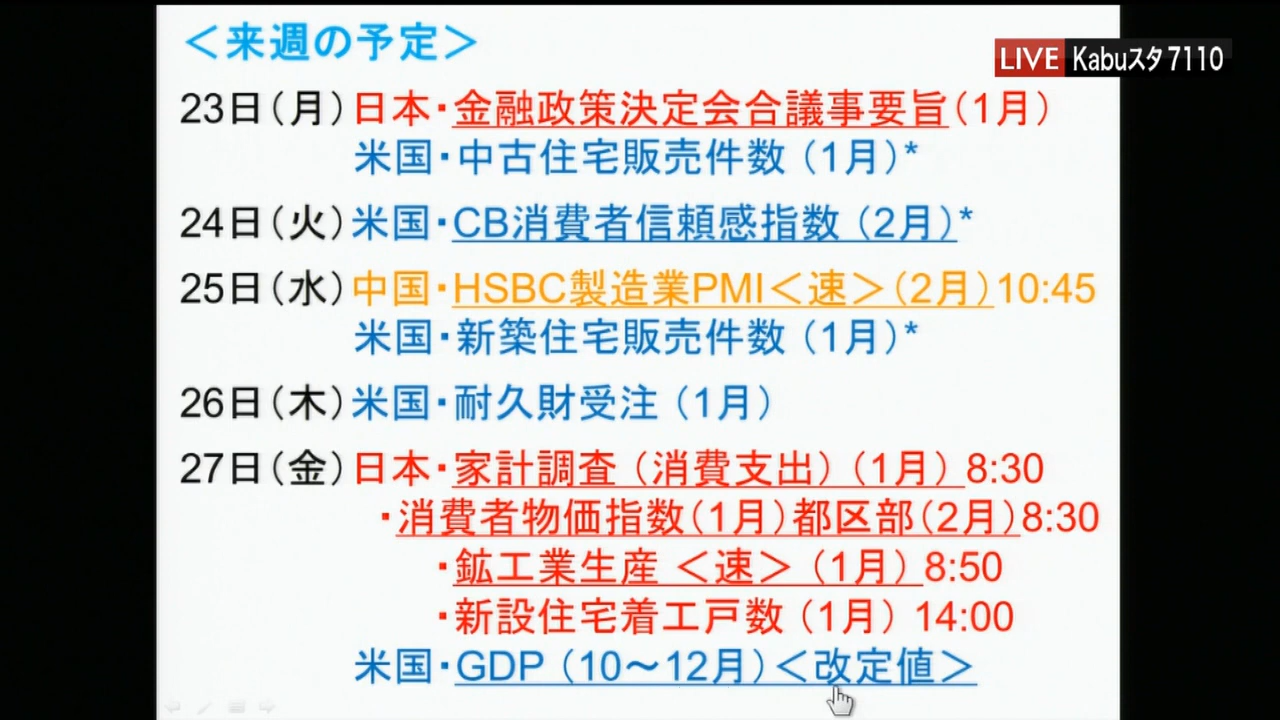 ＜来週の予定＞
LIVE Kabuスタ7110
23日（月）日本・金融政策決定会合議事要旨（1月）
米国・中古住宅販売件数（1月）*
24日（火）米国・CB消費者信頼感指数（2月）*
25日（水）中国・HSBC製造業PMI＜速＞（2月）10:45
米国・新築住宅販売件数（1月）*
26日（木）米国・耐久財受注（1月）
27日（金）日本・家計調査（消費支出）（1月）8:30
・消費者物価指数（1月）都区部（2月）8:30
・鉱工業生産＜速＞（1月）8:50
・新設住宅着工戸数（1月）14:00
米国・GDP（10～12月）＜改定値＞